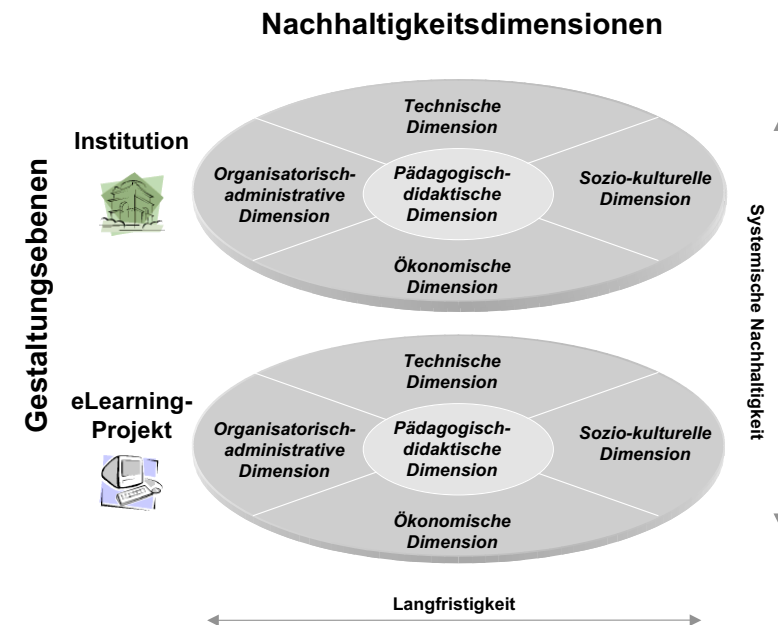 Nachhaltigkeitsdimensionen
Gestaltungsebenen
Institution
Technische
Dimension
Organisatorisch-
administrative
Dimension
Pädagogisch-
didaktische
Dimension
Sozio-kulturelle
Dimension
Ökonomische
Dimension
eLearning-
Projekt
Technische
Dimension
Organisatorisch-
administrative
Dimension
Pädagogisch-
didaktische
Dimension
Sozio-kulturelle
Dimension
Ökonomische
Dimension
Systemische Nachhaltigkeit
Langfristigkeit